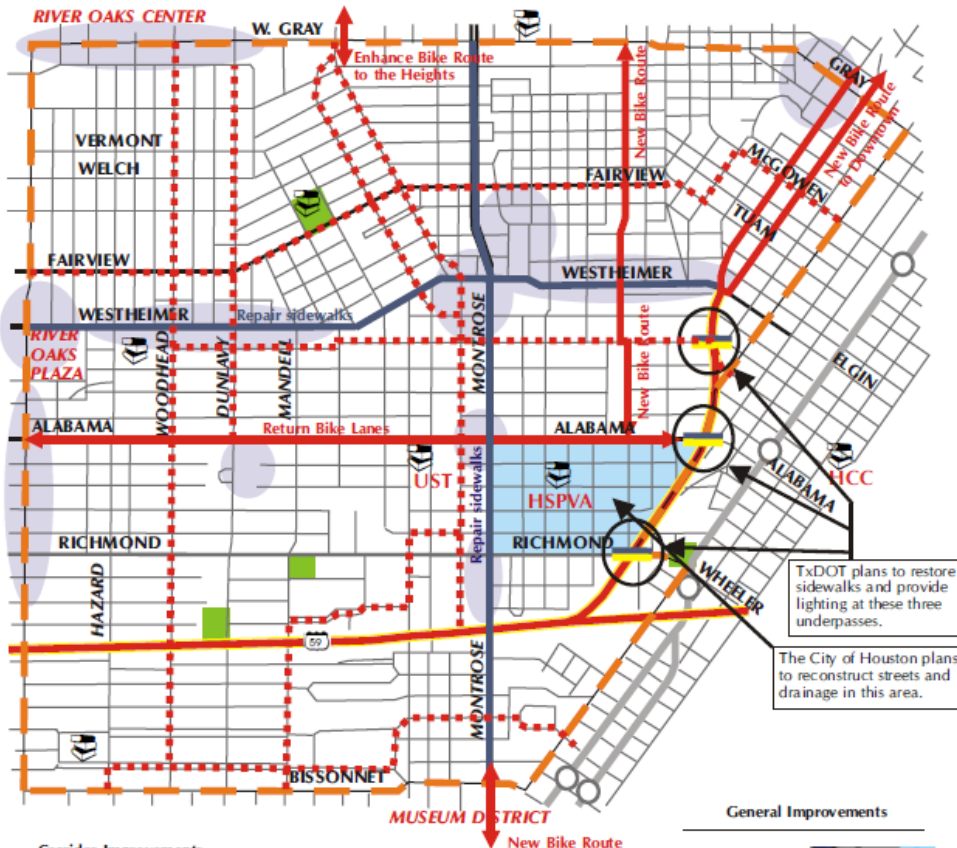 RIVER OAKS CENTER
W. GRAY
Enhance Bike Route
to the Heights
GRAY
New Bike Route
New Bike Route
to Downtown
VERMONT
WELCH
McGOWEN
FAIRVIEW
TUAM
FAIRVIEW
WESTHEIMER
WESTHEIMER
Repair sidewalks
MONTROSE
RIVER
OAKS
PLAZA
WOODHEAD
DUNLAVY
MANDELL
New Bike Route
ELGIN
ALABAMA
Return Bike Lanes
ALABAMA
UST
Repair sidewalks
HSPVA
ALABAMA
HCC
RICHMOND
RICHMOND
WHEELER
TxDOT plans to restore
sidewalks and provide
lighting at these three
underpasses.
HAZARD
59
The City of Houston plans
to reconstruct streets and
drainage in this area.
MONTROSE
BISSONNET
MUSEUM DISTRICT
General Improvements
New Bike Route